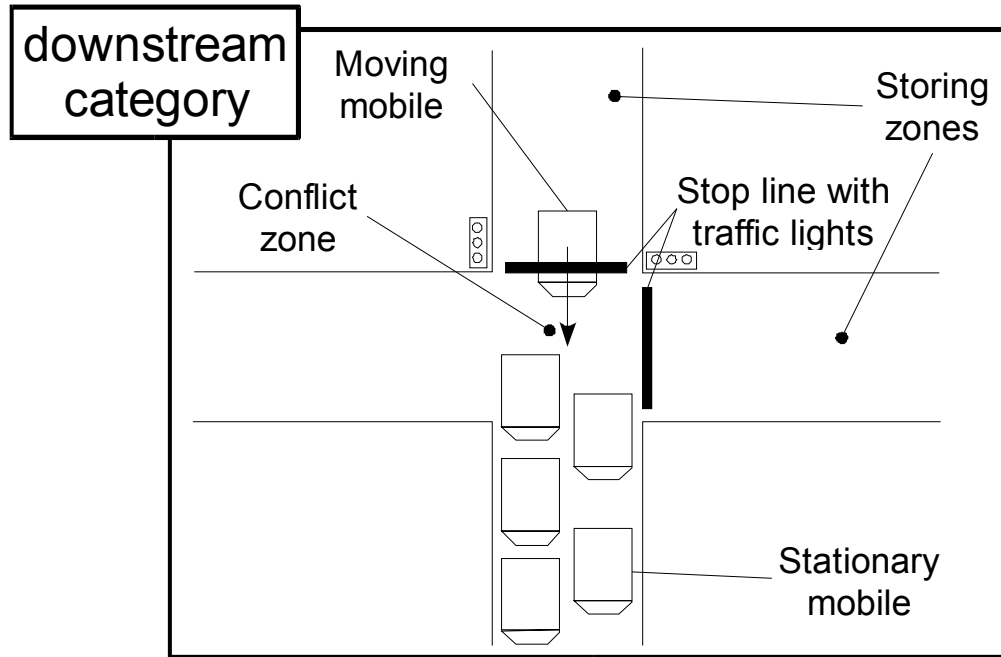 downstream
category
Moving
mobile
Storing
zones
Conflict
zone
Stop line with
traffic lights
Stationary
mobile